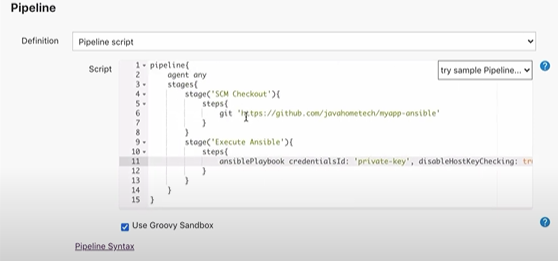 Pipeline
Definition
Pipeline script
Script
try sample Pipeline...
?
1 pipeline{
2 agent any
3 stages{
4 stage('SCM Checkout'){
5 steps{
6 git 'https://github.com/javahometech/myapp-ansible'
7 }
8 }
9 stage('Execute Ansible'){
10 steps{
11 ansiblePlaybook credentialsId: 'private-key', disableHostKeyChecking: tr
12 }
13 }
14 }
15 }
?
Use Groovy Sandbox
Pipeline Syntax